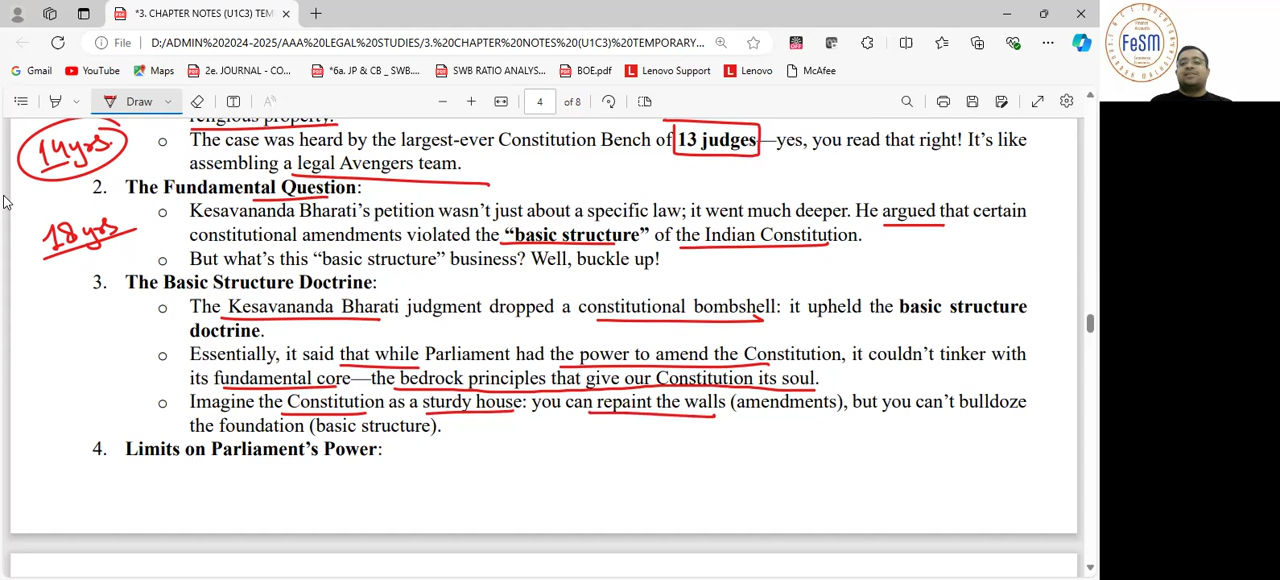 *3. CHAPTER NOTES (U1C3) TEM
File
D:/ADMIN%202024-2025/AAA%20LEGAL%20STUDIES/3.%20CHAPTER%20NOTES%20(U1C3)%20TEMPORARY...
Gmail YouTube Maps 2e. JOURNAL - CO... *6a. JP & CB _ SWB.... SWB RATIO ANALYS... BOE.pdf Lenovo Support Lenovo McAfee
Draw 4 of 8
religious property.
14yrs.
The case was heard by the largest-ever Constitution Bench of 13 judges—yes, you read that right! It's like
assembling a legal Avengers team.
2. The Fundamental Question:
18yrs
Kesavananda Bharati's petition wasn't just about a specific law; it went much deeper. He argued that certain
constitutional amendments violated the "basic structure" of the Indian Constitution.
But what's this "basic structure" business? Well, buckle up!
3. The Basic Structure Doctrine:
The Kesavananda Bharati judgment dropped a constitutional bombshell: it upheld the basic structure
doctrine.
Essentially, it said that while Parliament had the power to amend the Constitution, it couldn't tinker with
its fundamental core—the bedrock principles that give our Constitution its soul.
Imagine the Constitution as a sturdy house: you can repaint the walls (amendments), but you can't bulldoze
the foundation (basic structure).
4. Limits on Parliament's Power:
FeSM